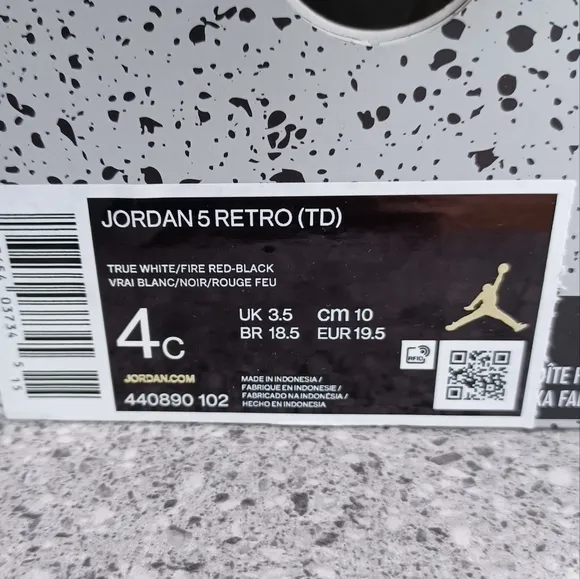 JORDAN 5 RETRO (TD)
TRUE WHITE/FIRE RED-BLACK
VRAI BLANC/NOIR/ROUGE FEU
4C
UK 3.5 cm 10
BR 18.5 EUR 19.5
RFID
JORDAN.COM
440890 102
MADE IN INDONESIA /
FABRIQUE EN INDONESIE /
FABRICADO NA INDONÉSIA /
HECHO EN INDONESIA